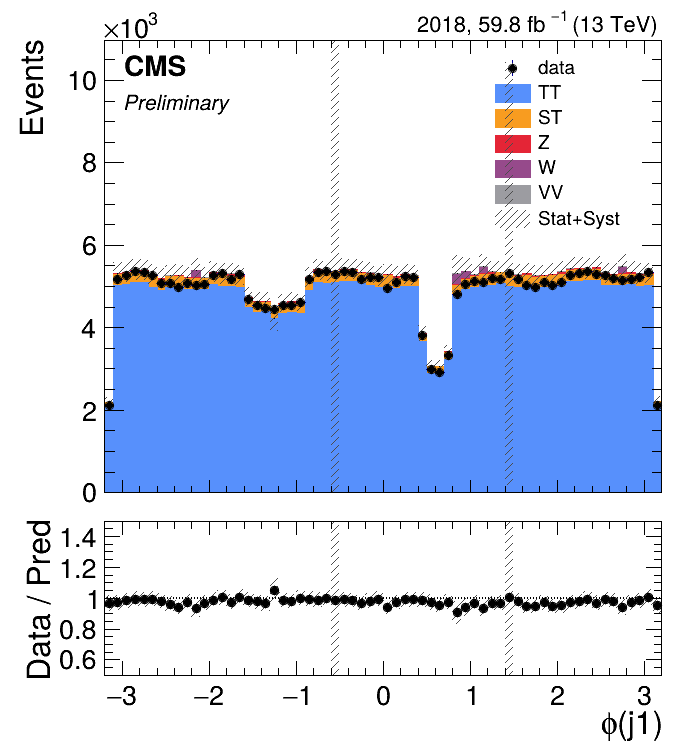 ×10³
2018, 59.8 fb⁻¹ (13 TeV)
Events
CMS
Preliminary
data
TT
ST
Z
W
VV
Stat+Syst
10
8
6
4
2
0
Data / Pred
1.4
1.2
1
0.8
0.6
−3 −2 −1 0 1 2 3
ϕ(j1)